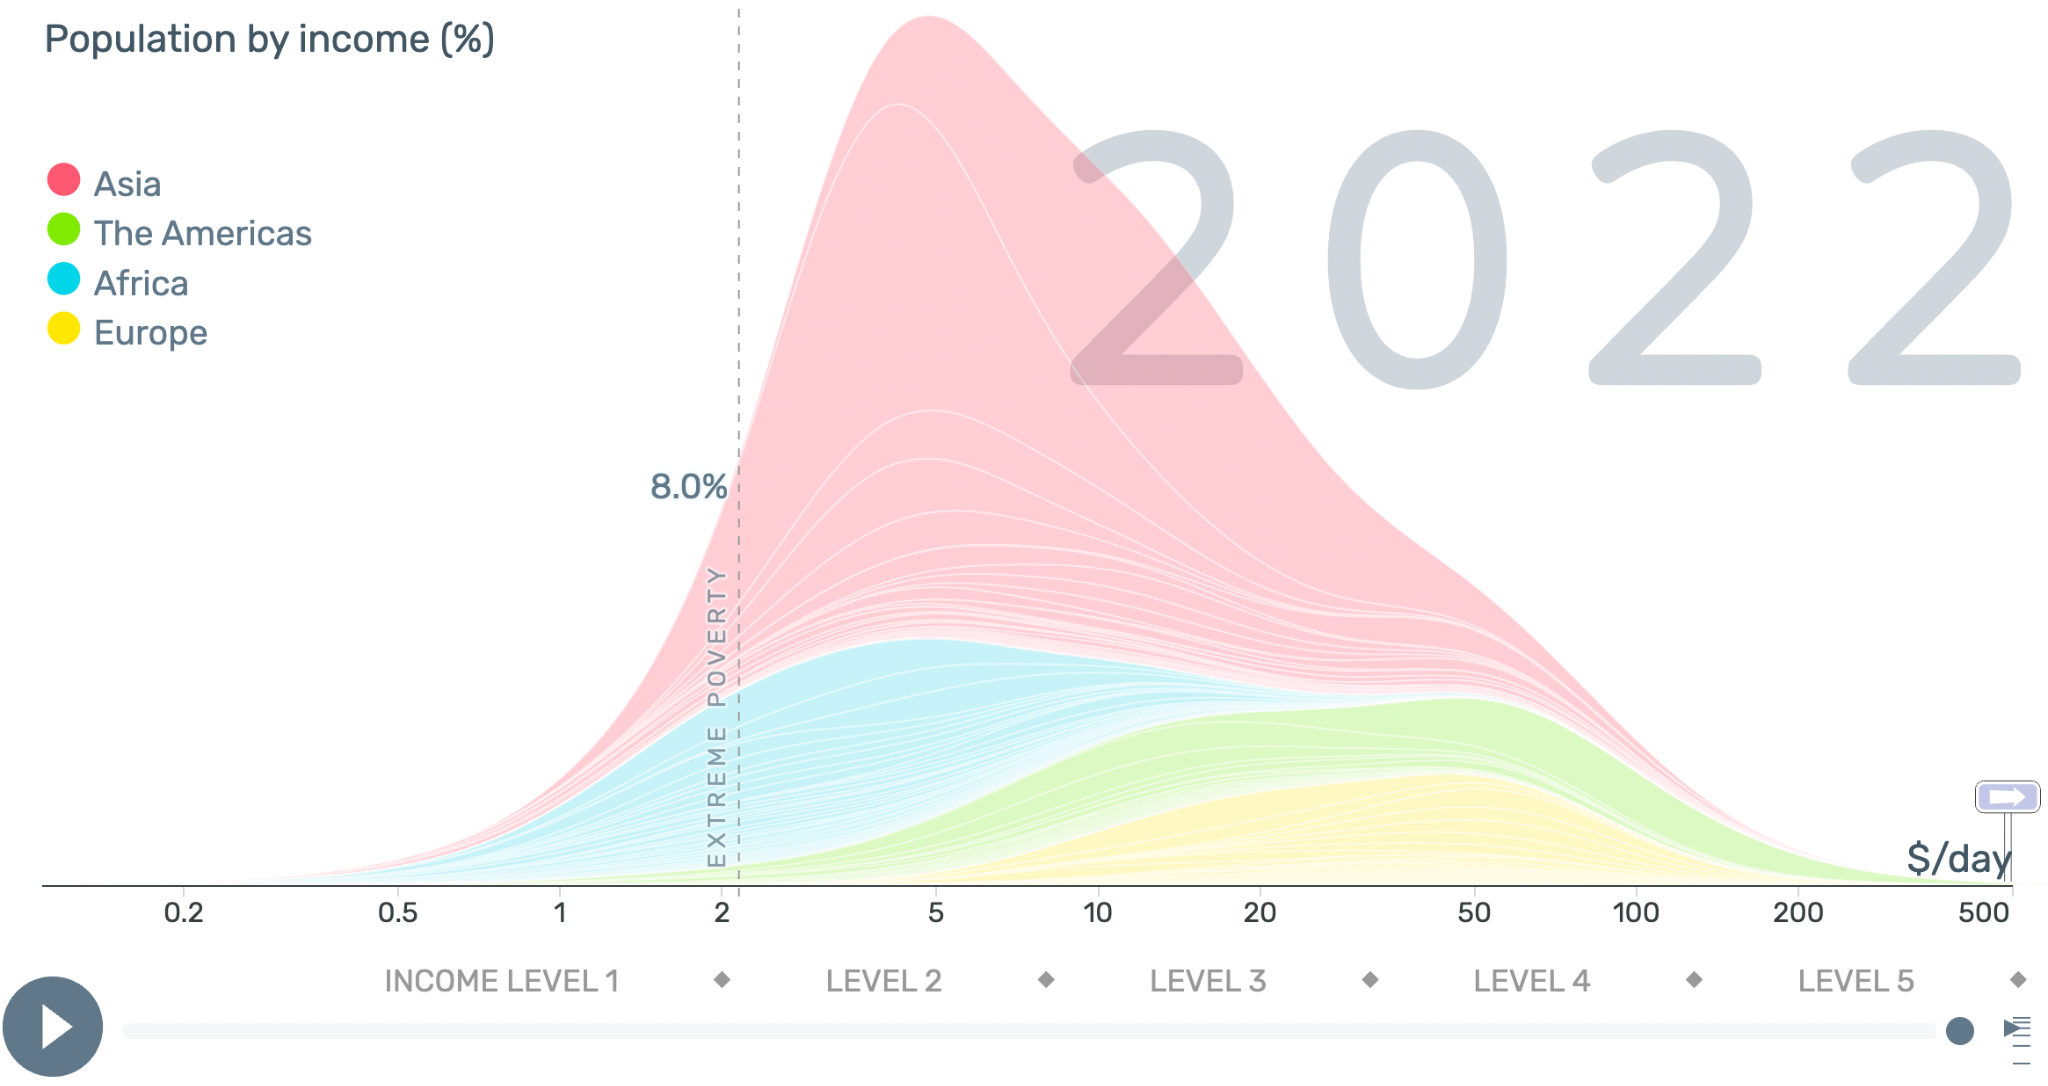 Population by income (%)
2022
Asia
The Americas
Africa
Europe
8.0%
EXTREME POVERTY
$/day
0.2 0.5 1 2 5 10 20 50 100 200 500
INCOME LEVEL 1 LEVEL 2 LEVEL 3 LEVEL 4 LEVEL 5